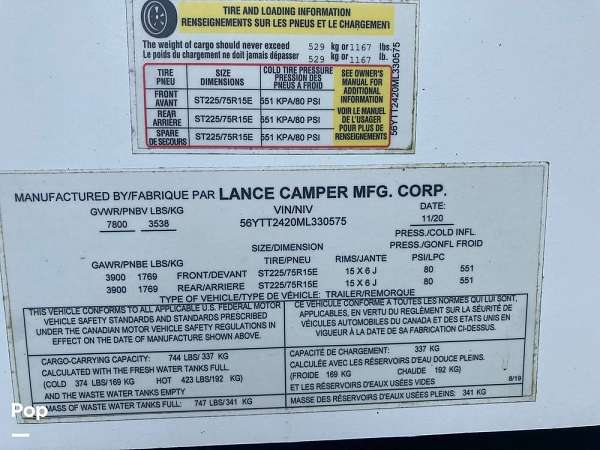 TIRE AND LOADING INFORMATION
RENSEIGNEMENTS SUR LES PNEUS ET LE CHARGEMENT
The weight of cargo should never exceed 529 kg or 1167 lbs.
Le poids du chargement ne doit jamais dépasser 529 kg or 1167 lb.
TIRE PNEU SIZE DIMENSIONS COLD TIRE PRESSURE PRESSION DES PNEUS A FROID
FRONT AVANT ST225/75R15E 551 KPA/80 PSI
REAR ARRIÈRE ST225/75R15E 551 KPA/80 PSI
SPARE DE SECOURS ST225/75R15E 551 KPA/80 PSI
SEE OWNER'S
MANUAL FOR
ADDITIONAL
INFORMATION
VOIR LE MANUEL
DE L'USAGER
POUR PLUS DE
RENSEIGNEMENTS
56YTT2420ML330575
MANUFACTURED BY/FABRIQUE PAR LANCE CAMPER MFG. CORP.
GVWR/PNBV LBS/KG VIN/NIV DATE:
7800 3538 56YTT2420ML330575 11/20
PRESS./COLD INFL
SIZE/DIMENSION PRESS./GONFL FROID
GAWR/PNBE LBS/KG TIRE/PNEU RIMS/JANTE PSI/LPC
3900 1769 FRONT/DEVANT ST225/75R15E 15 X 6 J 80 551
3900 1769 REAR/ARRIERE ST225/75R15E 15 X 6 J 80 551
TYPE OF VEHICLE/TYPE DE VÉHICLE: TRAILER/REMORQUE
THIS VEHICLE CONFORMS TO ALL APPLICABLE U.S. FEDERAL MOTOR
VEHICLE SAFETY STANDARDS AND STANDARDS PRESCRIBED
UNDER THE CANADIAN MOTOR VEHICLE SAFETY REGULATIONS IN
EFFECT ON THE DATE OF MANUFACTURE SHOWN ABOVE.
CE VÉHICULE CONFORME A TOUTES LES NORMES QUI LUI SONT,
APPLICABLES, EN VERTU DU REGLEMENT SUR LA SÉURITÉ DE
VÉHICULES AUTOMOBILES DU CANADA ET DES ETATS UNIS EN
VIGUEUR À LA DATE DE SA FABRICATION CI-DESSUS.
CARGO-CARRYING CAPACITY: 744 LBS/ 337 KG
CALCULATED WITH THE FRESH WATER TANKS FULL.
(COLD 374 LBS/169 KG HOT 423 LBS/192 KG)
AND THE WASTE WATER TANKS EMPTY
MASS OF WASTE WATER TANKS FULL: 747 LBS/341 KG
CAPACITÉ DE CHARGEMENT: 337 KG
CALCULÉE AVEC LES RÉSERVOIRS D'EAU DOUCE PLEINS.
(FROIDE 169 KG CHAUDE 192 KG)
ET LES RÉSERVOIRS D'EAUX USÉES VIDES 8/19
MASSE DES RÉSERVOIRS D'EAUX USÉES PLEINS: 341 KG
Pop